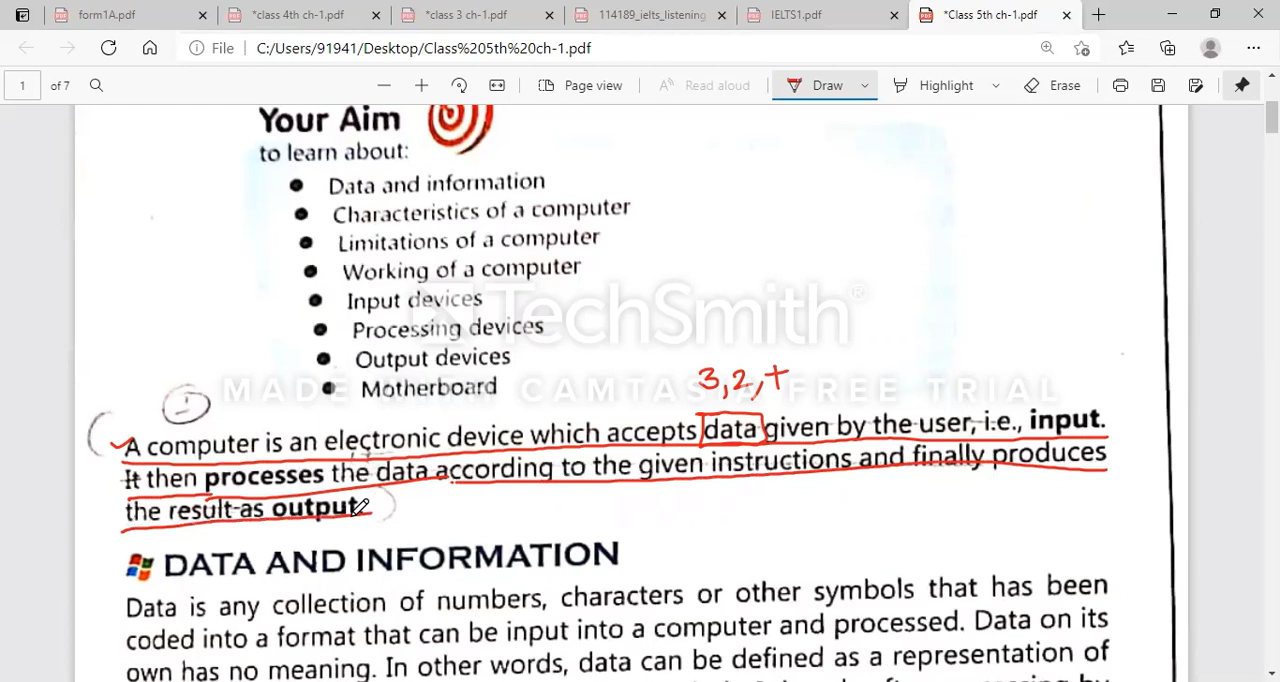 form1A.pdf
*class 4th ch-1.pdf
*class 3 ch-1.pdf
114189_ielts_listening
IELTS1.pdf
*Class 5th ch-1.pdf
File
C:/Users/91941/Desktop/Class%205th%20ch-1.pdf
1 of 7
Page view
Read aloud
Draw
Highlight
Erase
Your Aim
to learn about:
Data and information
Characteristics of a computer
Limitations of a computer
Working of a computer
Input devices
Processing devices
Output devices
Motherboard
TechSmith®
MADE WITH CAMTASIA FREE TRIAL
3, 2, +
A computer is an electronic device which accepts data given by the user, i.e., input.
It then processes the data according to the given instructions and finally produces
the result as output
DATA AND INFORMATION
Data is any collection of numbers, characters or other symbols that has been
coded into a format that can be input into a computer and processed. Data on its
own has no meaning. In other words, data can be defined as a representation of